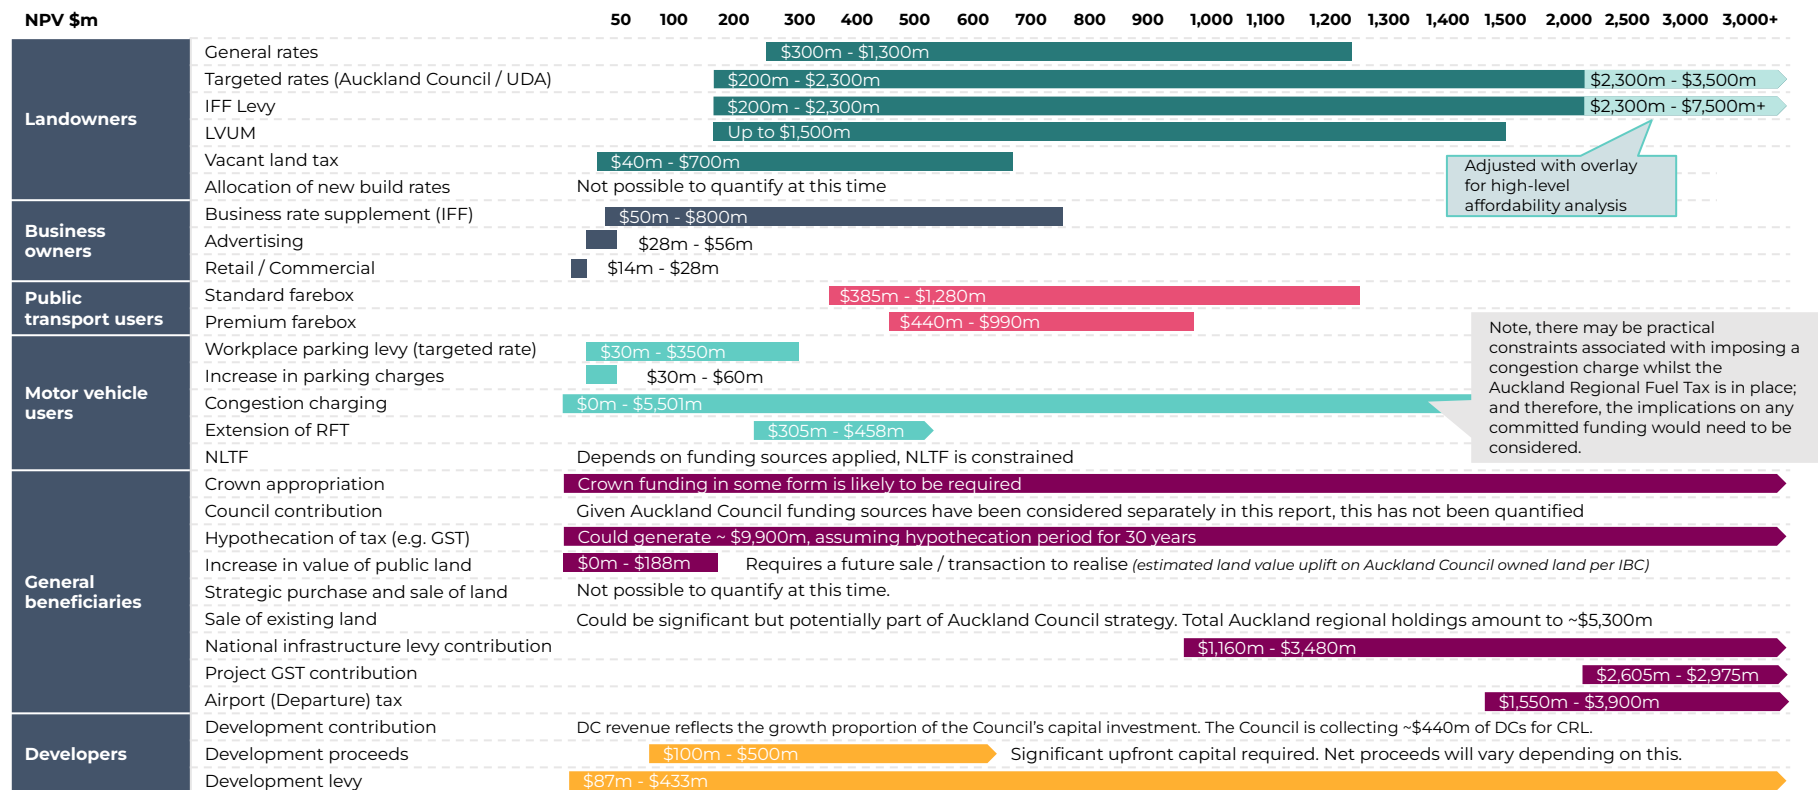 NPV $m 50 100 200 300 400 500 600 700 800 900 1,000 1,100 1,200 1,300 1,400 1,500 2,000 2,500 3,000 3,000+
Landowners
General rates $300m - $1,300m
Targeted rates (Auckland Council / UDA) $200m - $2,300m $2,300m - $3,500m
IFF Levy $200m - $2,300m $2,300m - $7,500m+
LVUM Up to $1,500m
Vacant land tax $40m - $700m
Allocation of new build rates Not possible to quantify at this time
Adjusted with overlay
for high-level
affordability analysis
Business
owners
Business rate supplement (IFF) $50m - $800m
Advertising $28m - $56m
Retail / Commercial $14m - $28m
Public
transport users
Standard farebox $385m - $1,280m
Premium farebox $440m - $990m
Motor vehicle
users
Workplace parking levy (targeted rate) $30m - $350m
Increase in parking charges $30m - $60m
Congestion charging $0m - $5,501m
Extension of RFT $305m - $458m
NLTF Depends on funding sources applied, NLTF is constrained
Note, there may be practical
constraints associated with imposing a
congestion charge whilst the
Auckland Regional Fuel Tax is in place;
and therefore, the implications on any
committed funding would need to be
considered.
General
beneficiaries
Crown appropriation Crown funding in some form is likely to be required
Council contribution Given Auckland Council funding sources have been considered separately in this report, this has not been quantified
Hypothecation of tax (e.g. GST) Could generate ~ $9,900m, assuming hypothecation period for 30 years
Increase in value of public land $0m - $188m Requires a future sale / transaction to realise (estimated land value uplift on Auckland Council owned land per IBC)
Strategic purchase and sale of land Not possible to quantify at this time.
Sale of existing land Could be significant but potentially part of Auckland Council strategy. Total Auckland regional holdings amount to ~$5,300m
National infrastructure levy contribution $1,160m - $3,480m
Project GST contribution $2,605m - $2,975m
Airport (Departure) tax $1,550m - $3,900m
Developers
Development contribution DC revenue reflects the growth proportion of the Council's capital investment. The Council is collecting ~$440m of DCs for CRL.
Development proceeds $100m - $500m Significant upfront capital required. Net proceeds will vary depending on this.
Development levy $87m - $433m